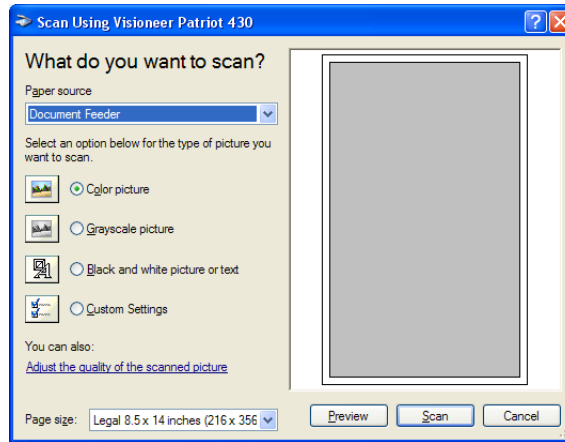 Scan Using Visioneer Patriot 430
What do you want to scan?
Paper source
Document Feeder
Select an option below for the type of picture you
want to scan.
Color picture
Grayscale picture
Black and white picture or text
Custom Settings
You can also:
Adjust the quality of the scanned picture
Page size: Legal 8.5 x 14 inches (216 x 356
Preview Scan Cancel